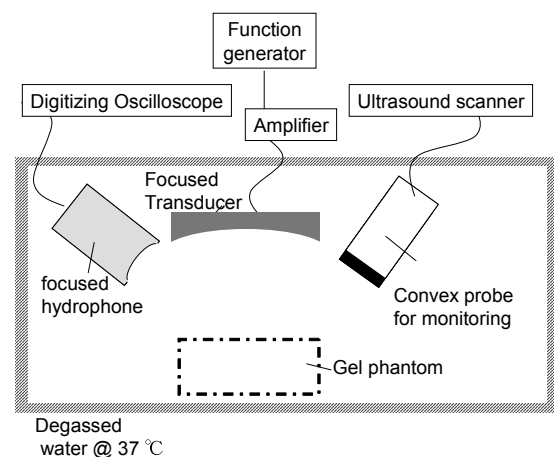 Function
generator
Digitizing Oscilloscope
Ultrasound scanner
Amplifier
Focused
Transducer
focused
hydrophone
Convex probe
for monitoring
Gel phantom
Degassed
water @ 37 ℃